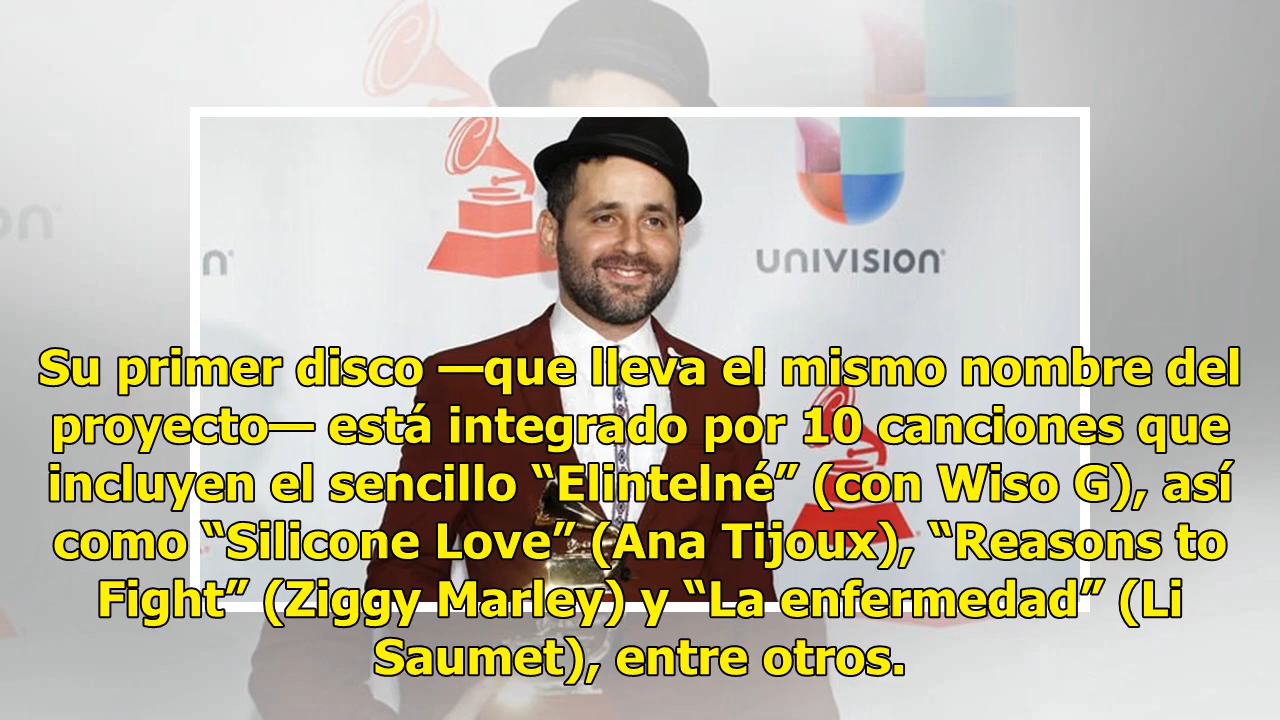 UNIVISION
n
on
Su primer disco —que lleva el mismo nombre del
proyecto— está integrado por 10 canciones que
incluyen el sencillo “Elintelné” (con Wiso G), así
como “Silicone Love” (Ana Tijoux), “Reasons to
Fight” (Ziggy Marley) y “La enfermedad” (Li
Saumet), entre otros.